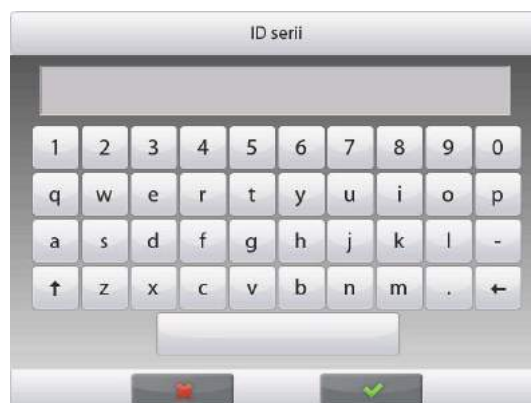 ID serii
1 2 3 4 5 6 7 8 9 0
q w e r t y u i o p
a s d f g h j k l -
↑ z x c v b n m . ←